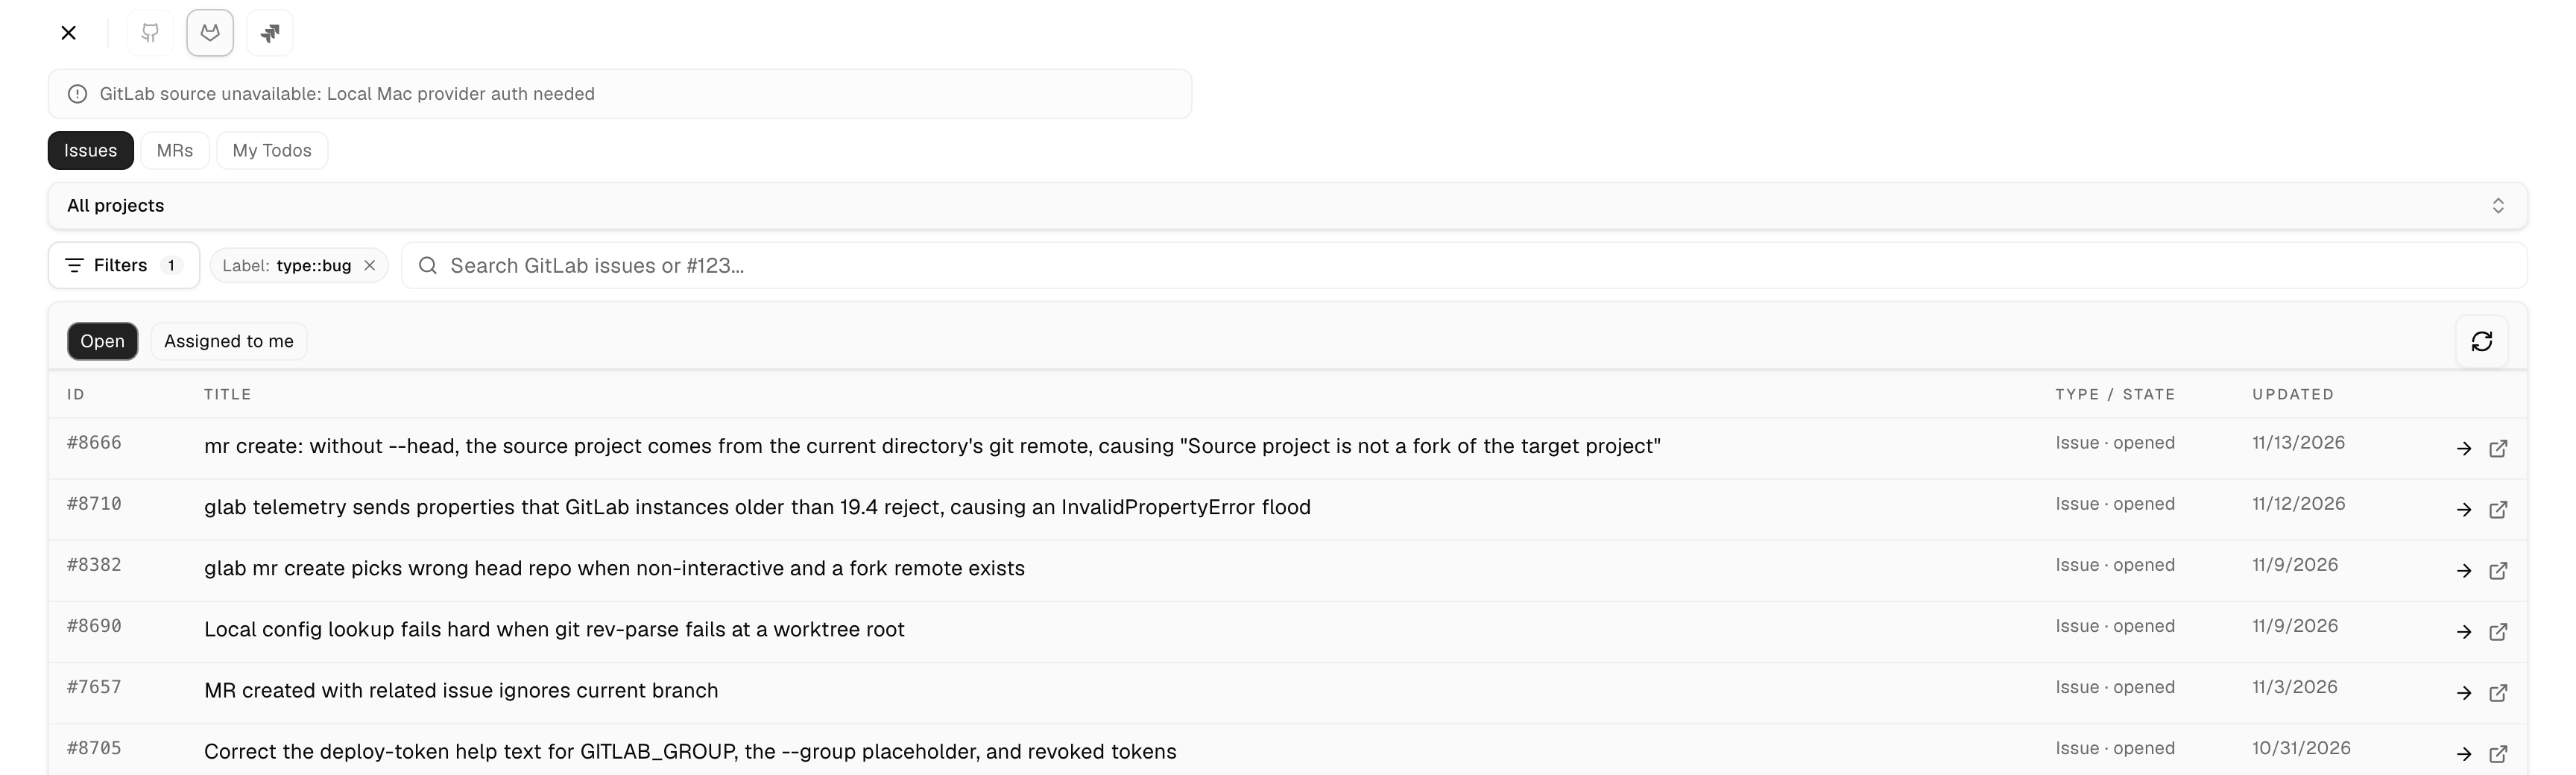 GitLab source unavailable: Local Mac provider auth needed
Issues MRs My Todos
All projects
Filters 1 Label: type::bug Search GitLab issues or #123...
Open Assigned to me
ID TITLE TYPE / STATE UPDATED
#8666 mr create: without --head, the source project comes from the current directory's git remote, causing "Source project is not a fork of the target project" Issue · opened 11/13/2026
#8710 glab telemetry sends properties that GitLab instances older than 19.4 reject, causing an InvalidPropertyError flood Issue · opened 11/12/2026
#8382 glab mr create picks wrong head repo when non-interactive and a fork remote exists Issue · opened 11/9/2026
#8690 Local config lookup fails hard when git rev-parse fails at a worktree root Issue · opened 11/9/2026
#7657 MR created with related issue ignores current branch Issue · opened 11/3/2026
#8705 Correct the deploy-token help text for GITLAB_GROUP, the --group placeholder, and revoked tokens Issue · opened 10/31/2026